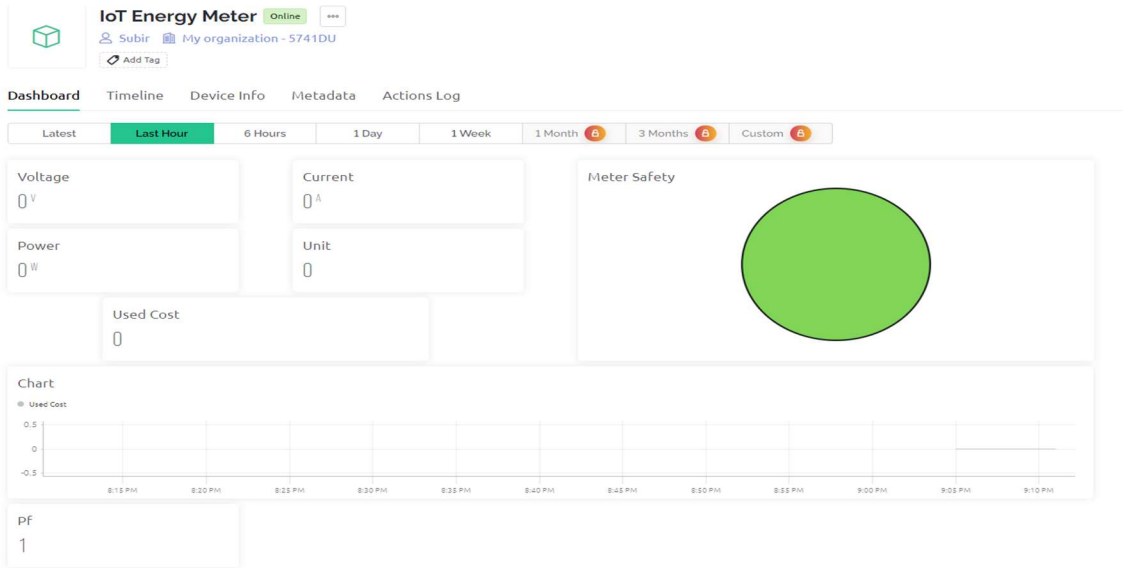 IoT Energy Meter Online
Subir My organization - 5741DU
Add Tag
Dashboard Timeline Device Info Metadata Actions Log
Latest Last Hour 6 Hours 1 Day 1 Week 1 Month 3 Months Custom
Voltage
0 V
Current
0 A
Meter Safety
Power
0 W
Unit
0
Used Cost
0
Chart
Used Cost
0.5
0
-0.5
8:15 PM 8:20 PM 8:25 PM 8:30 PM 8:35 PM 8:40 PM 8:45 PM 8:50 PM 8:55 PM 9:00 PM 9:05 PM 9:10 PM
Pf
1